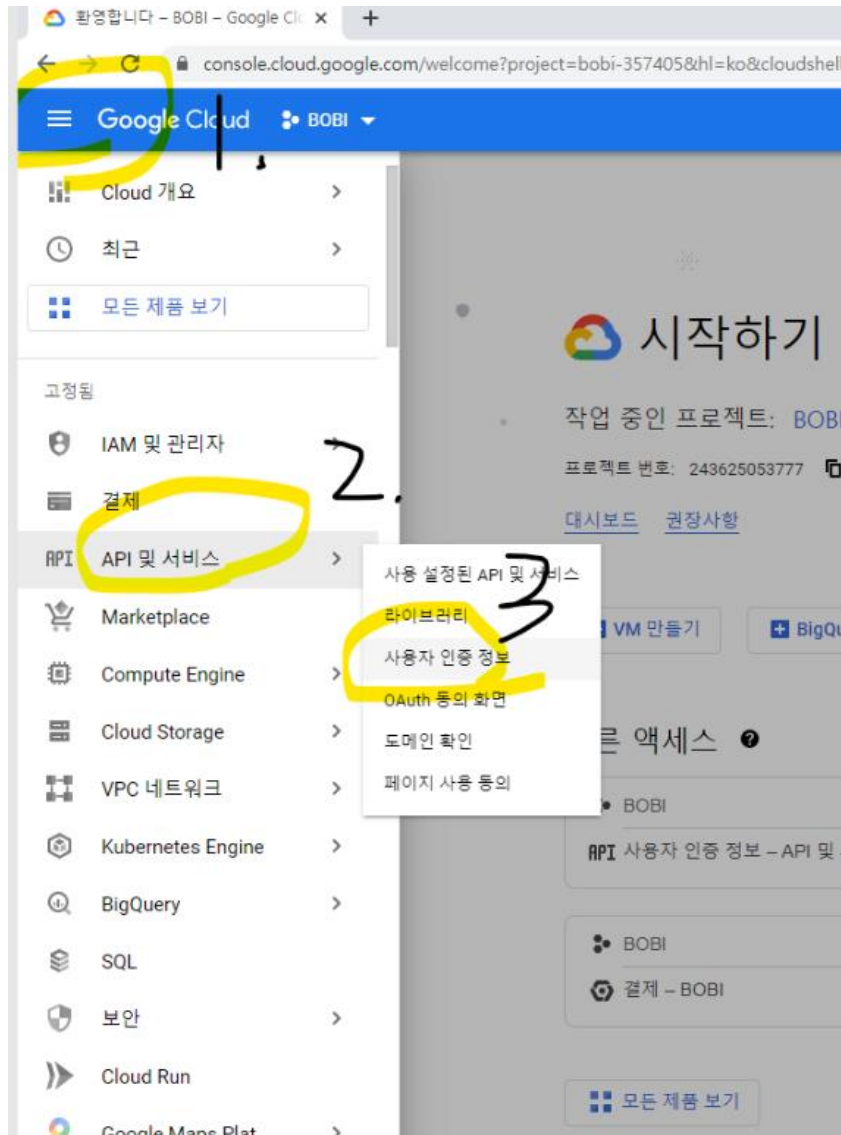 환영합니다 – BOBI – Google Clo
console.cloud.google.com/welcome?project=bobi-357405&hl=ko&cloudshell
Google Cloud BOBI
1.
Cloud 개요
최근
모든 제품 보기
시작하기
고정됨
작업 중인 프로젝트: BOBI
IAM 및 관리자
2.
프로젝트 번호: 243625053777
결제
대시보드 권장사항
API 및 서비스
3
사용 설정된 API 및 서비스
라이브러리
사용자 인증 정보
OAuth 동의 화면
도메인 확인
페이지 사용 동의
VM 만들기
BigQu
Marketplace
Compute Engine
Cloud Storage
른 액세스
VPC 네트워크
BOBI
Kubernetes Engine
API 사용자 인증 정보 – API 및
BigQuery
BOBI
SQL
결제 – BOBI
보안
Cloud Run
모든 제품 보기
Google Maps Plat